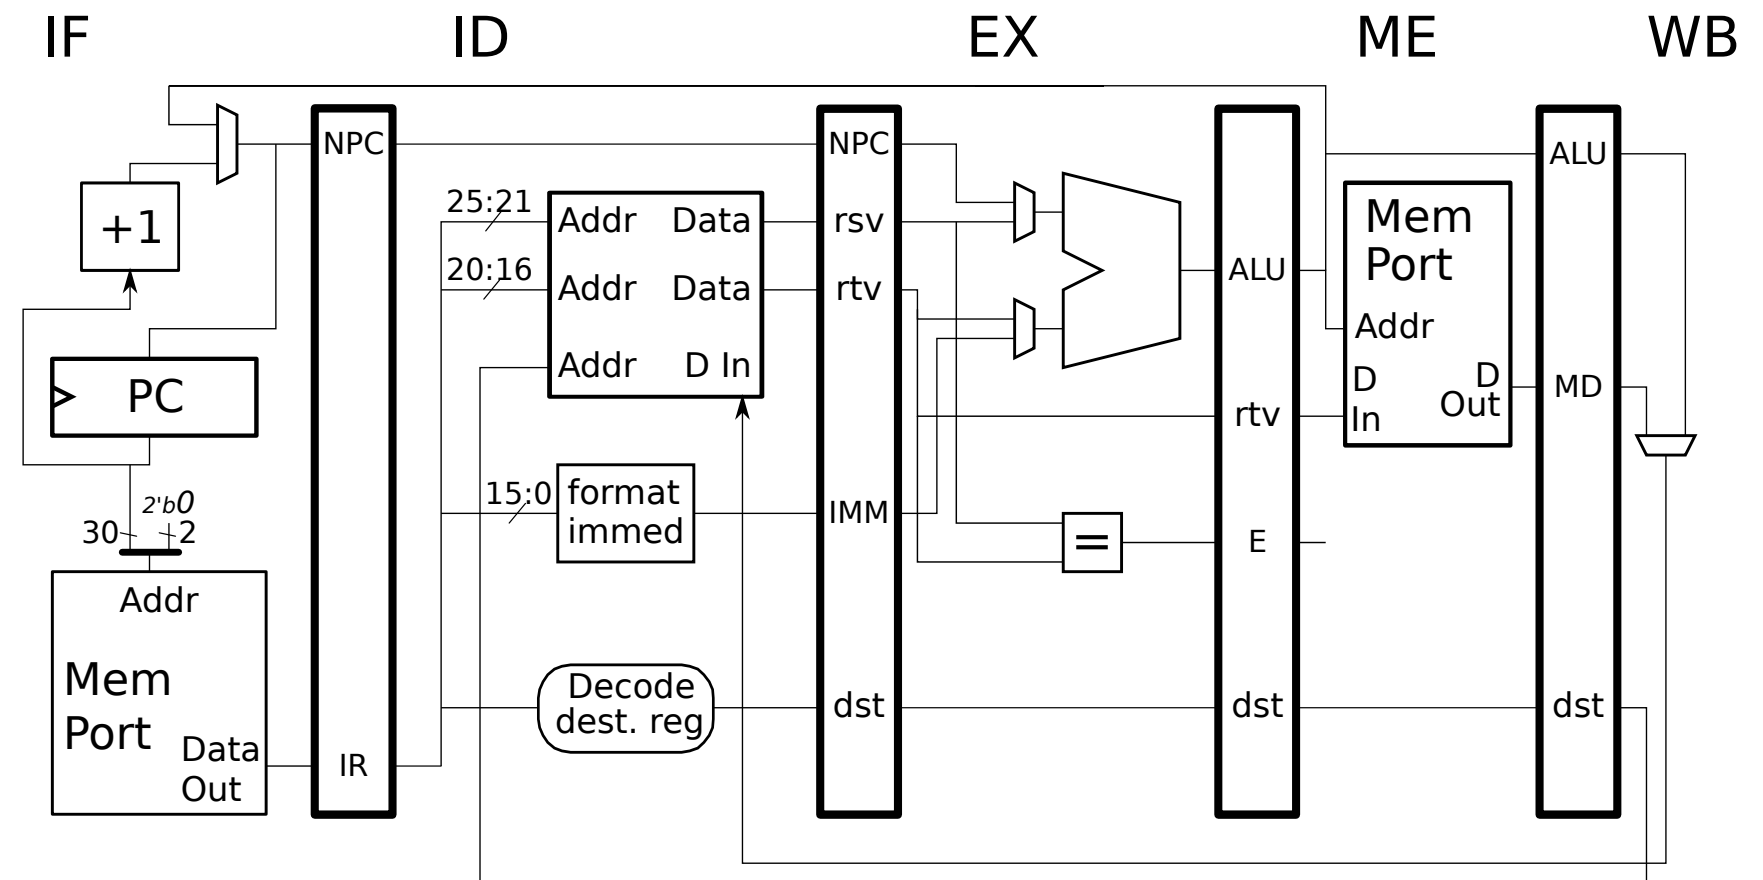 IF
ID
EX
ME
WB
NPC
+1
PC
2'b0
30
2
Addr
Mem
Port
Data
Out
IR
25:21
20:16
Addr
Data
Addr
Data
Addr
D In
15:0
format
immed
Decode
dest. reg
NPC
rsv
rtv
IMM
dst
=
ALU
rtv
E
dst
Mem
Port
Addr
D
In
D
Out
ALU
MD
dst